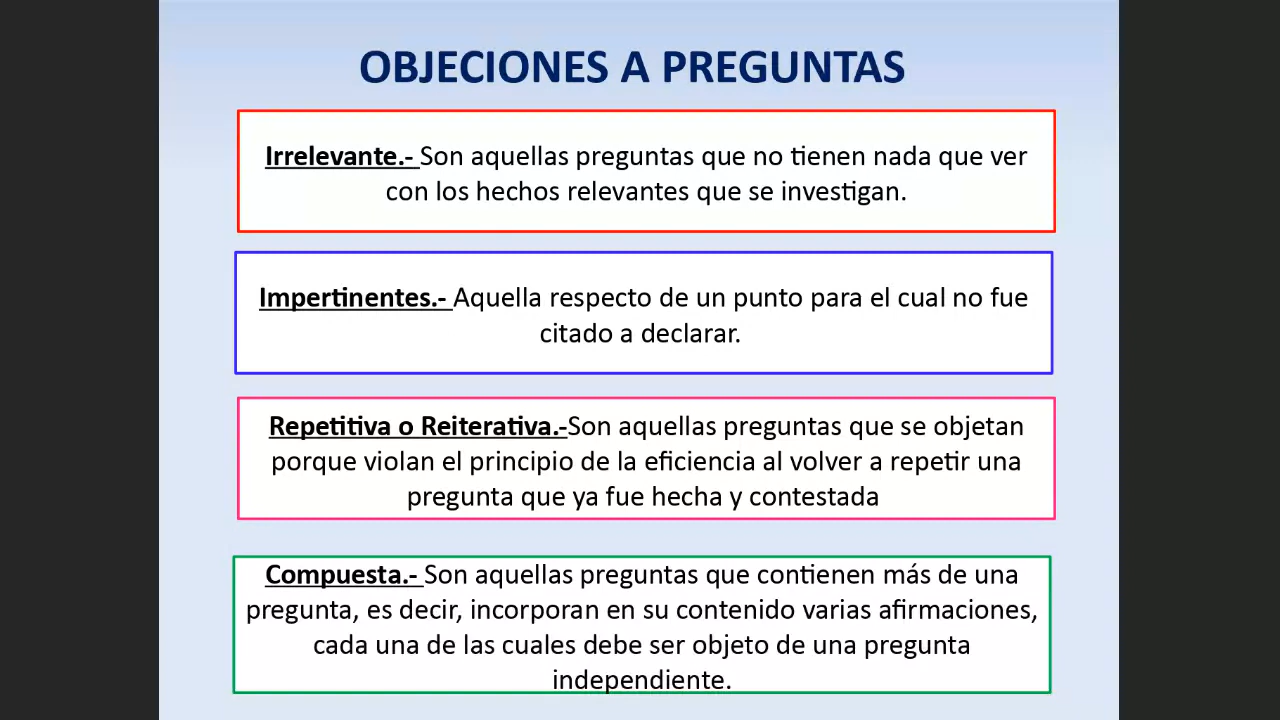 OBJECIONES A PREGUNTAS
Irrelevante.- Son aquellas preguntas que no tienen nada que ver
con los hechos relevantes que se investigan.
Impertinentes.- Aquella respecto de un punto para el cual no fue
citado a declarar.
Repetitiva o Reiterativa.-Son aquellas preguntas que se objetan
porque violan el principio de la eficiencia al volver a repetir una
pregunta que ya fue hecha y contestada
Compuesta.- Son aquellas preguntas que contienen más de una
pregunta, es decir, incorporan en su contenido varias afirmaciones,
cada una de las cuales debe ser objeto de una pregunta
independiente.